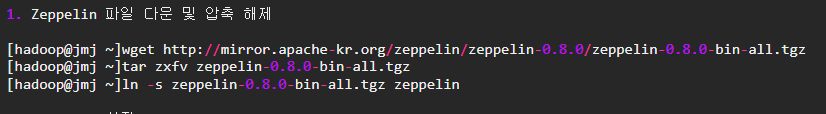 1. Zeppelin 파일 다운 및 압축 해제
[hadoop@jmj ~]wget http://mirror.apache-kr.org/zeppelin/zeppelin-0.8.0/zeppelin-0.8.0-bin-all.tgz
[hadoop@jmj ~]tar zxfv zeppelin-0.8.0-bin-all.tgz
[hadoop@jmj ~]ln -s zeppelin-0.8.0-bin-all.tgz zeppelin